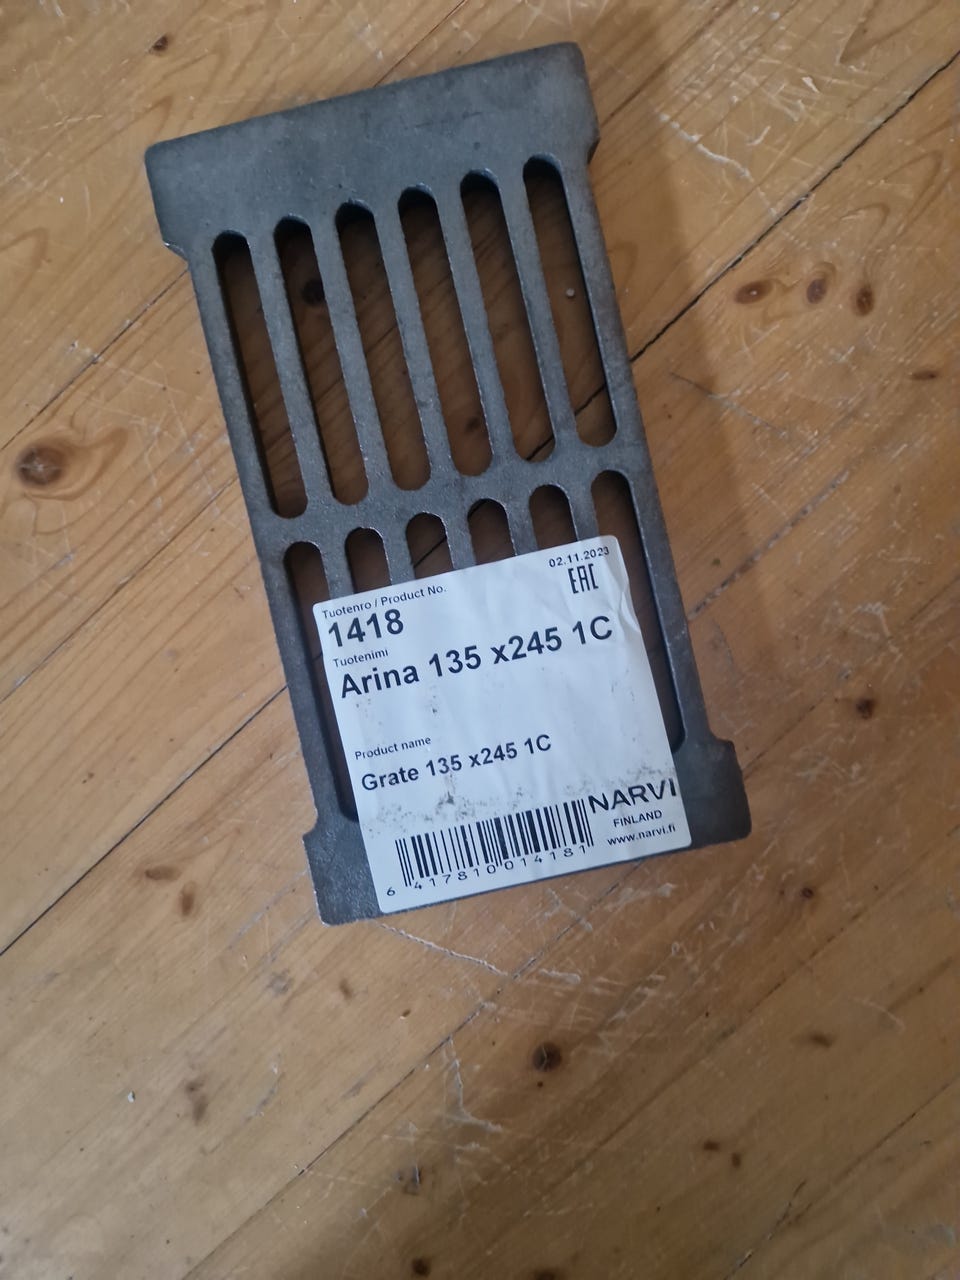 02.11.2023
EAC
Tuotenro / Product No.
1418
Tuotenimi
Arina 135 x245 1C
Product name
Grate 135 x245 1C
NARVI
FINLAND
www.narvi.fi
6 417810 014181